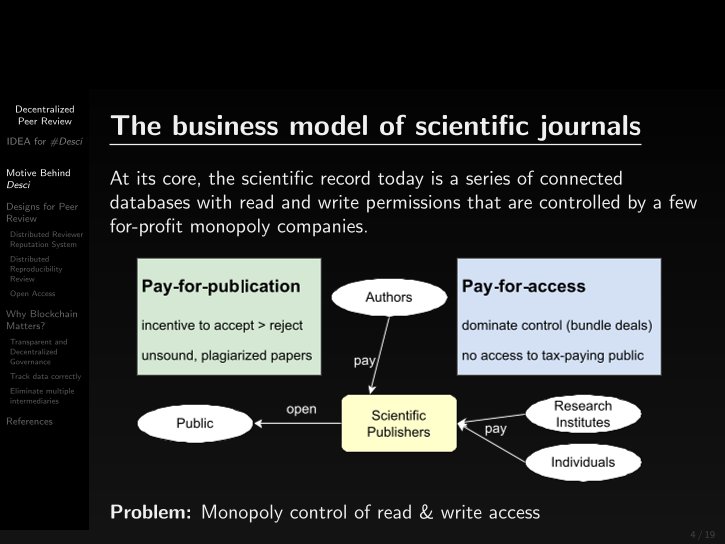 Decentralized
Peer Review
IDEA for #Desci
Motive Behind
Desci
Designs for Peer
Review
Distributed Reviewer
Reputation System
Distributed
Reproducibility
Review
Open Access
Why Blockchain
Matters?
Transparent and
Decentralized
Governance
Track data correctly
Eliminate multiple
intermediaries
References
The business model of scientific journals
At its core, the scientific record today is a series of connected
databases with read and write permissions that are controlled by a few
for-profit monopoly companies.
Pay-for-publication
incentive to accept > reject
unsound, plagiarized papers
Authors
Pay-for-access
dominate control (bundle deals)
no access to tax-paying public
pay
Public
open
Scientific
Publishers
pay
Research
Institutes
Individuals
Problem: Monopoly control of read & write access
4 / 19